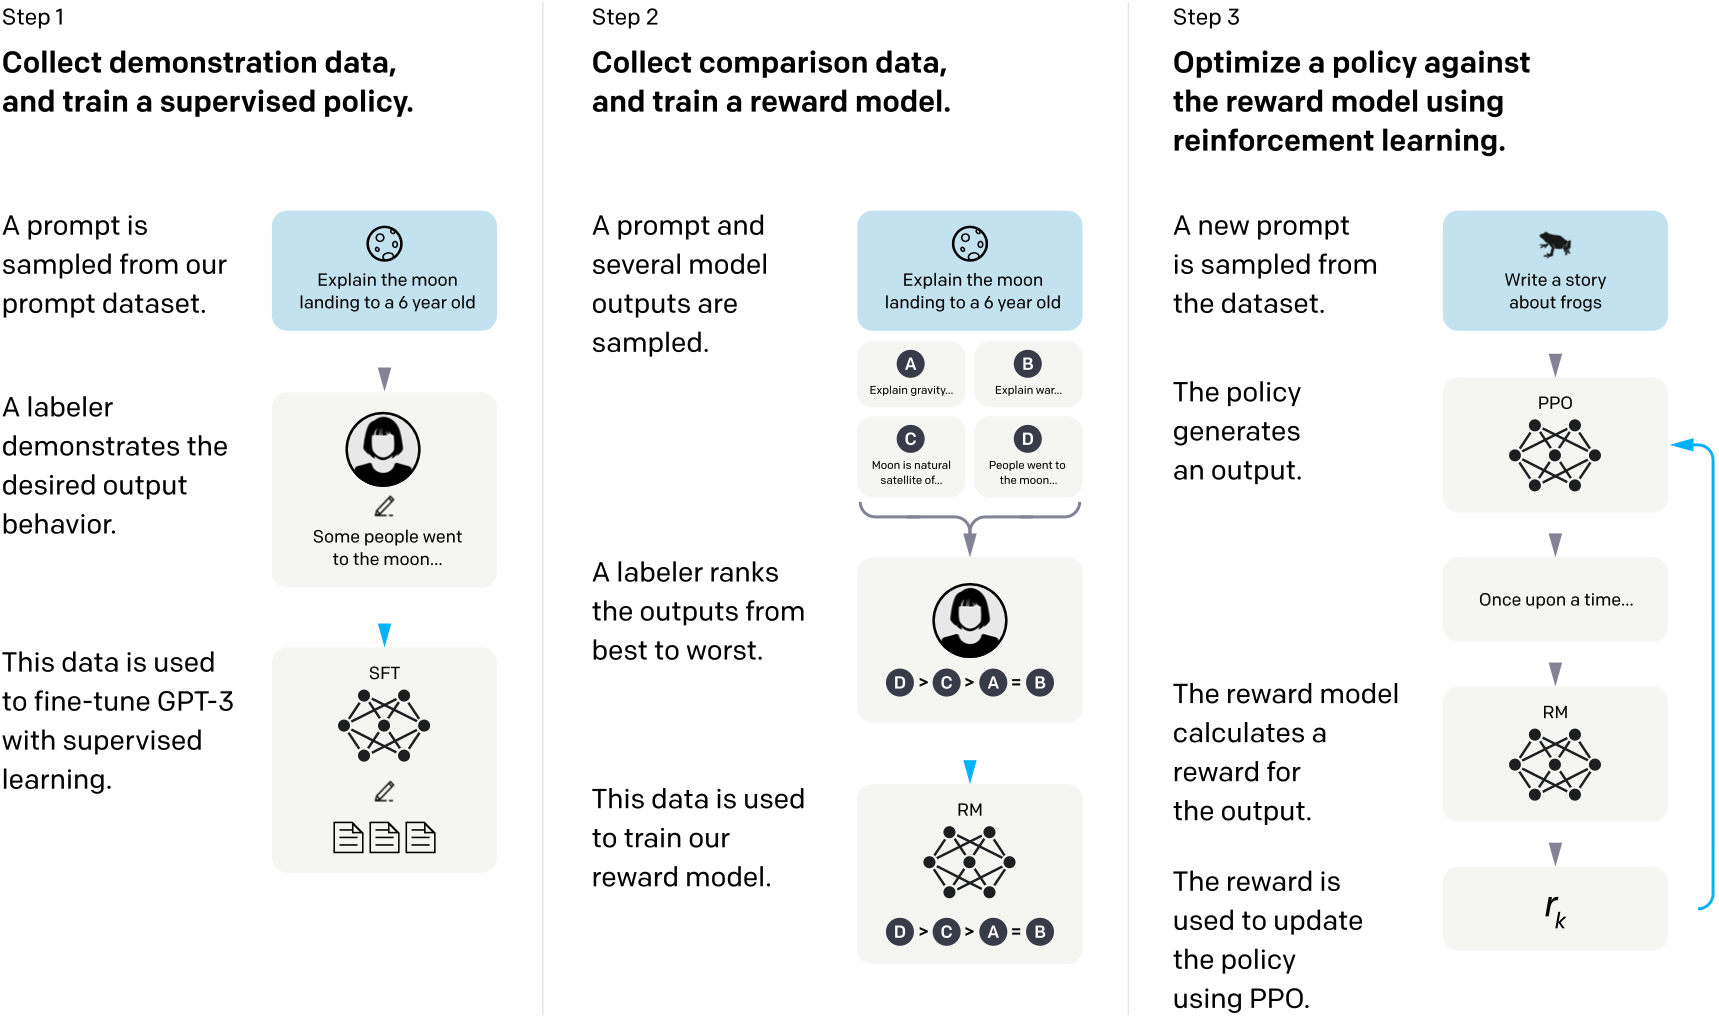 Step 1
Collect demonstration data,
and train a supervised policy.
A prompt is
sampled from our
prompt dataset.
Explain the moon
landing to a 6 year old
A labeler
demonstrates the
desired output
behavior.
Some people went
to the moon...
This data is used
to fine-tune GPT-3
with supervised
learning.
SFT
Step 2
Collect comparison data,
and train a reward model.
A prompt and
several model
outputs are
sampled.
Explain the moon
landing to a 6 year old
A
Explain gravity...
B
Explain war...
C
Moon is natural
satellite of...
D
People went to
the moon...
A labeler ranks
the outputs from
best to worst.
D > C > A = B
This data is used
to train our
reward model.
RM
D > C > A = B
Step 3
Optimize a policy against
the reward model using
reinforcement learning.
A new prompt
is sampled from
the dataset.
Write a story
about frogs
The policy
generates
an output.
PPO
Once upon a time...
The reward model
calculates a
reward for
the output.
RM
The reward is
used to update
the policy
using PPO.
r_k